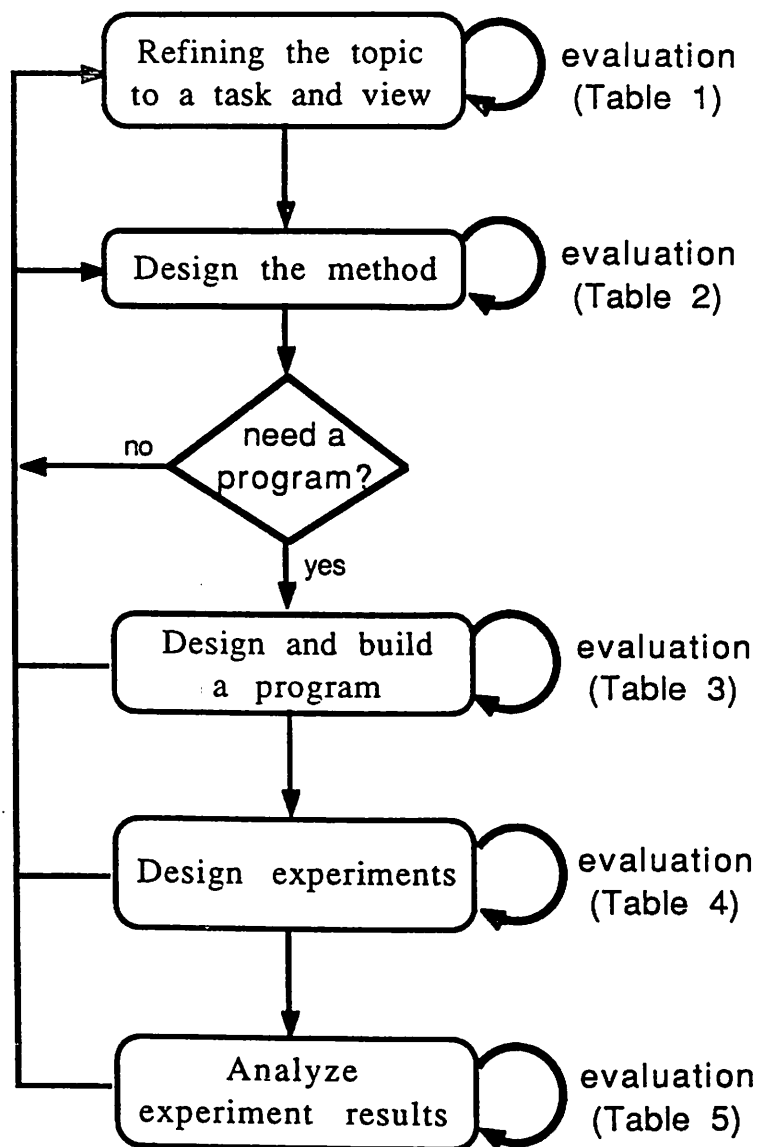 Refining the topic
to a task and view
evaluation
(Table 1)
Design the method
evaluation
(Table 2)
need a
program?
no
yes
Design and build
a program
evaluation
(Table 3)
Design experiments
evaluation
(Table 4)
Analyze
experiment results
evaluation
(Table 5)